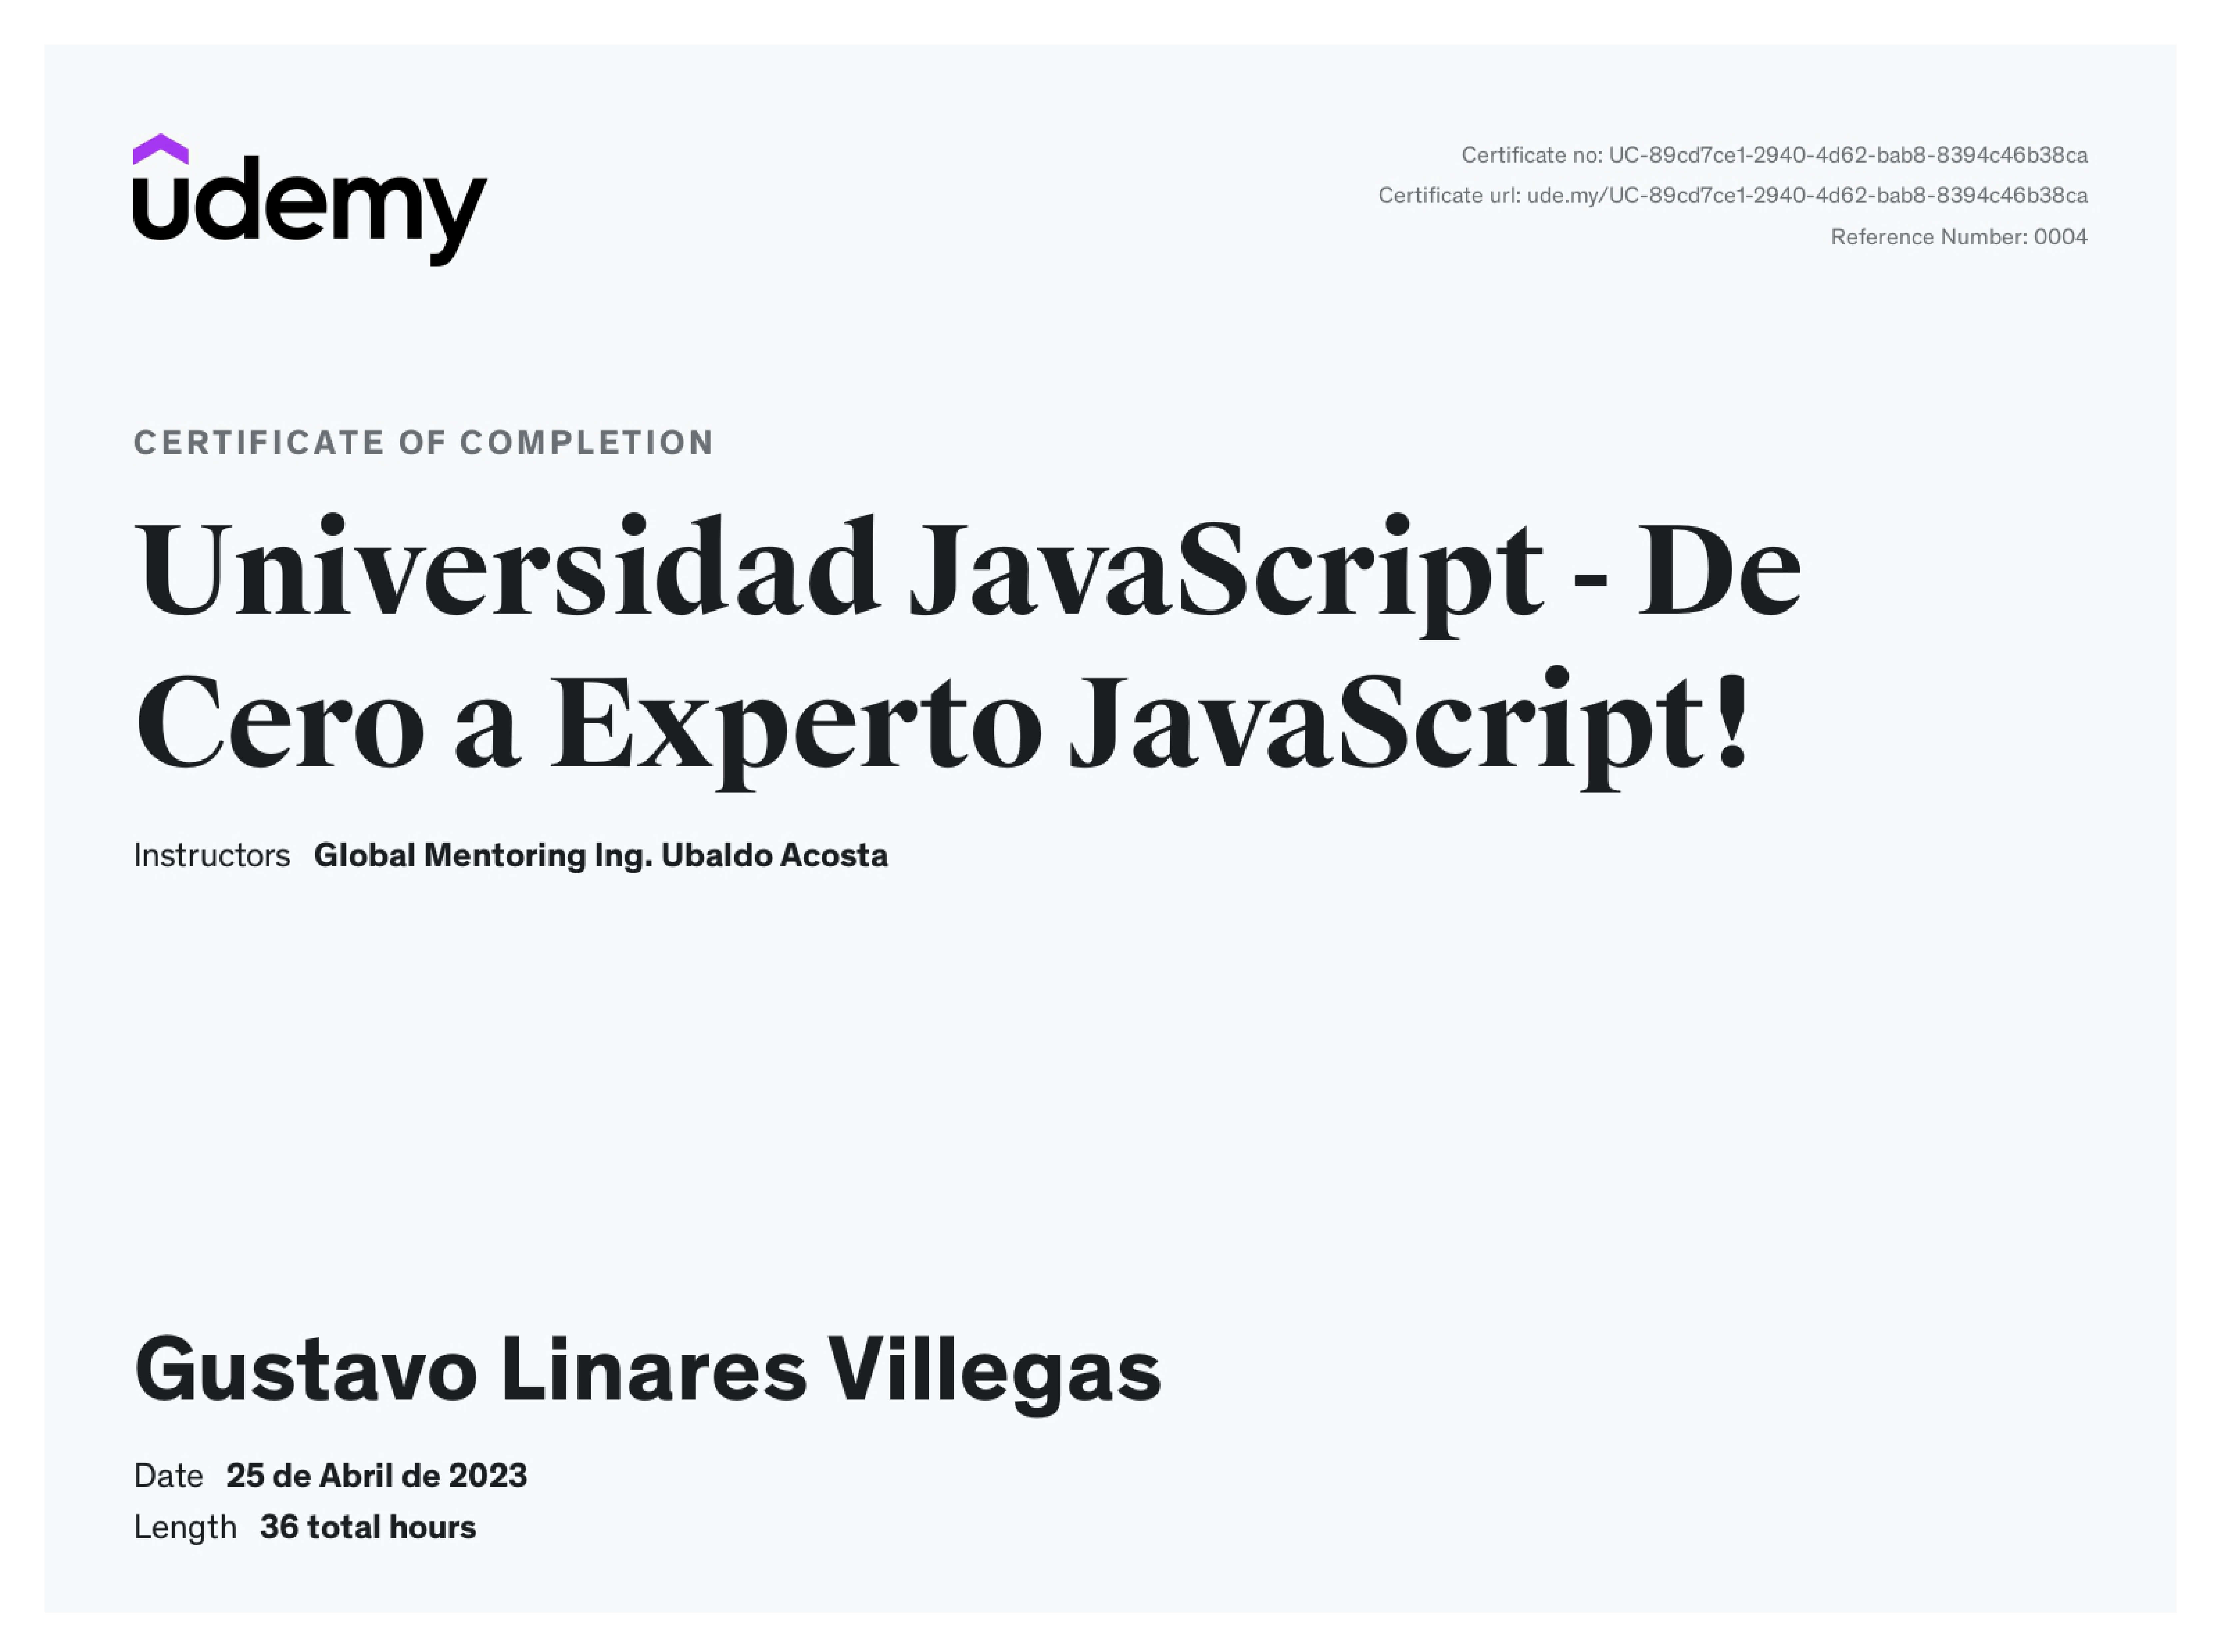 udemy
Certificate no: UC-89cd7ce1-2940-4d62-bab8-8394c46b38ca
Certificate url: ude.my/UC-89cd7ce1-2940-4d62-bab8-8394c46b38ca
Reference Number: 0004
CERTIFICATE OF COMPLETION
Universidad JavaScript - De
Cero a Experto JavaScript!
Instructors Global Mentoring Ing. Ubaldo Acosta
Gustavo Linares Villegas
Date 25 de Abril de 2023
Length 36 total hours